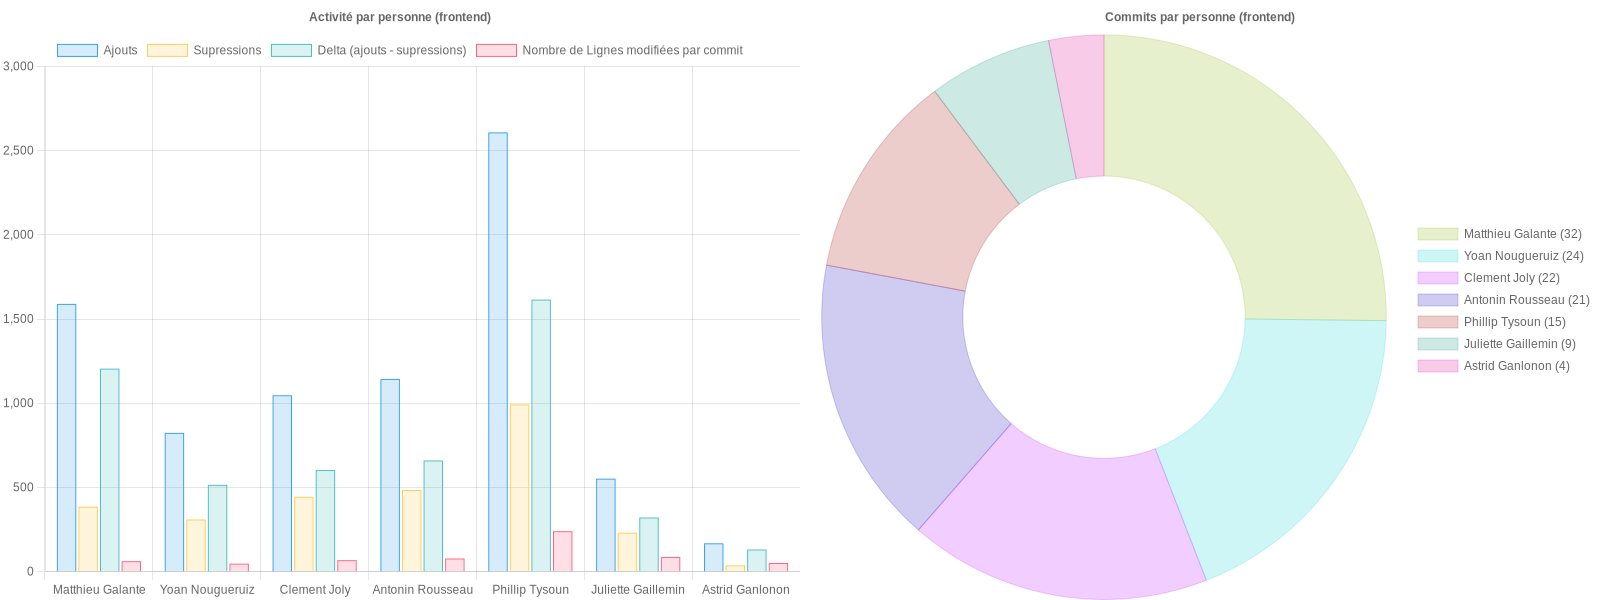 Activité par personne (frontend)
Ajouts
Supressions
Delta (ajouts - supressions)
Nombre de Lignes modifiées par commit
3,000
2,500
2,000
1,500
1,000
500
0
Matthieu Galante
Yoan Nougueruiz
Clement Joly
Antonin Rousseau
Phillip Tysoun
Juliette Gaillemin
Astrid Ganlonon
Commits par personne (frontend)
Matthieu Galante (32)
Yoan Nougueruiz (24)
Clement Joly (22)
Antonin Rousseau (21)
Phillip Tysoun (15)
Juliette Gaillemin (9)
Astrid Ganlonon (4)